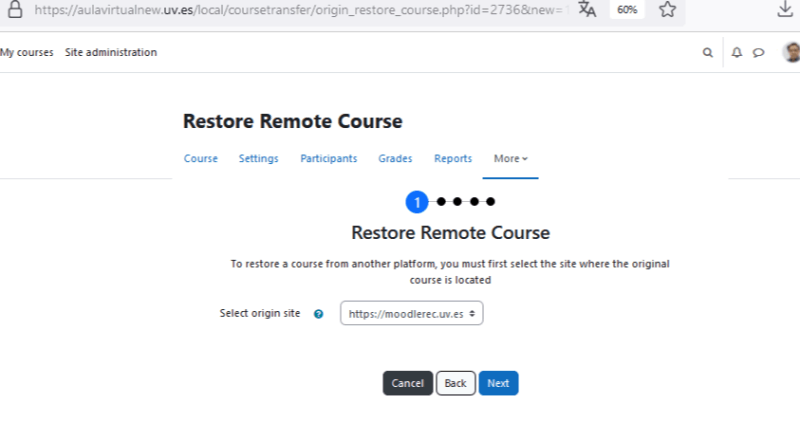 https://aulavirtualnew.uv.es/local/coursetransfer/origin_restore_course.php?id=2736&new=
60%
My courses Site administration
Restore Remote Course
Course Settings Participants Grades Reports More
1
Restore Remote Course
To restore a course from another platform, you must first select the site where the original
course is located
Select origin site ? https://moodlerec.uv.es
Cancel Back Next